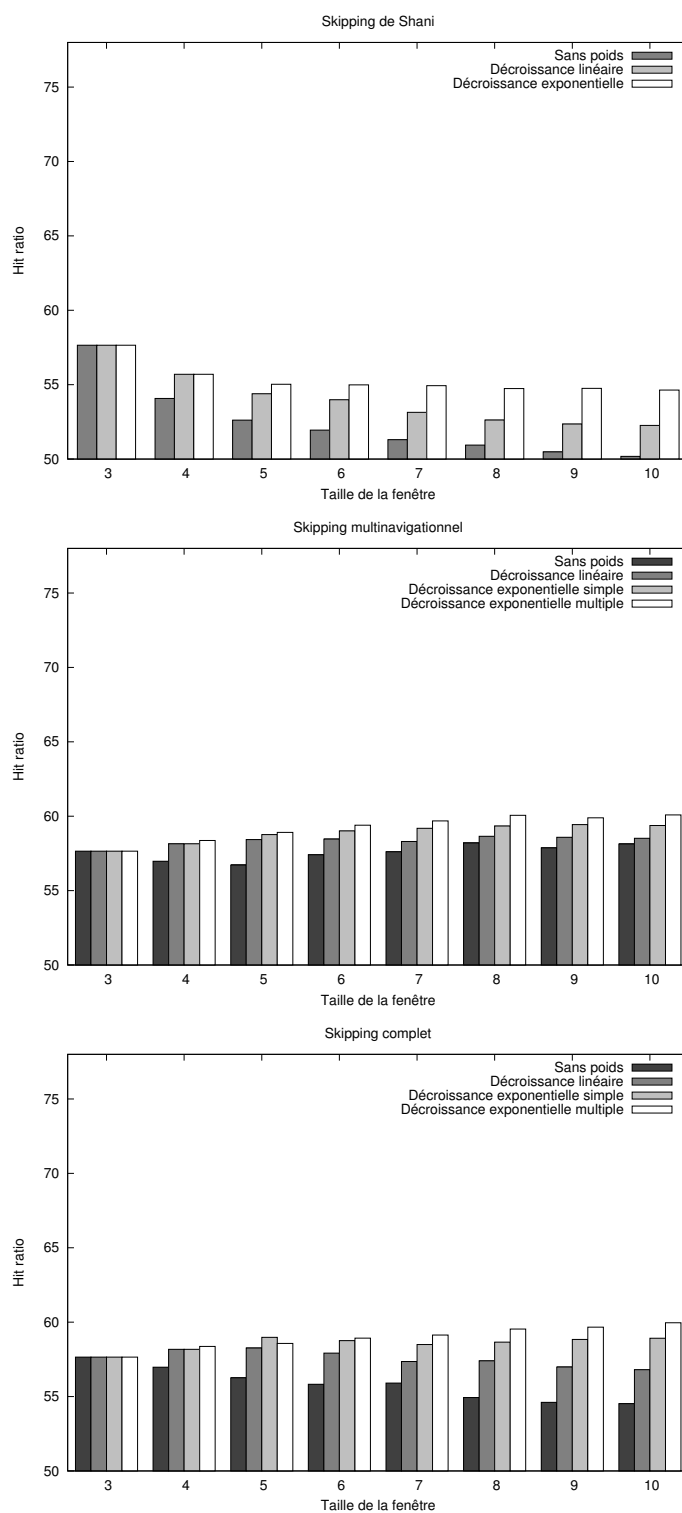 Skipping de Shani
Sans poids
Décroissance linéaire
Décroissance exponentielle
75
70
65
60
55
50
Hit ratio
3 4 5 6 7 8 9 10
Taille de la fenêtre
Skipping multinavigationnel
Sans poids
Décroissance linéaire
Décroissance exponentielle simple
Décroissance exponentielle multiple
75
70
65
60
55
50
Hit ratio
3 4 5 6 7 8 9 10
Taille de la fenêtre
Skipping complet
Sans poids
Décroissance linéaire
Décroissance exponentielle simple
Décroissance exponentielle multiple
75
70
65
60
55
50
Hit ratio
3 4 5 6 7 8 9 10
Taille de la fenêtre